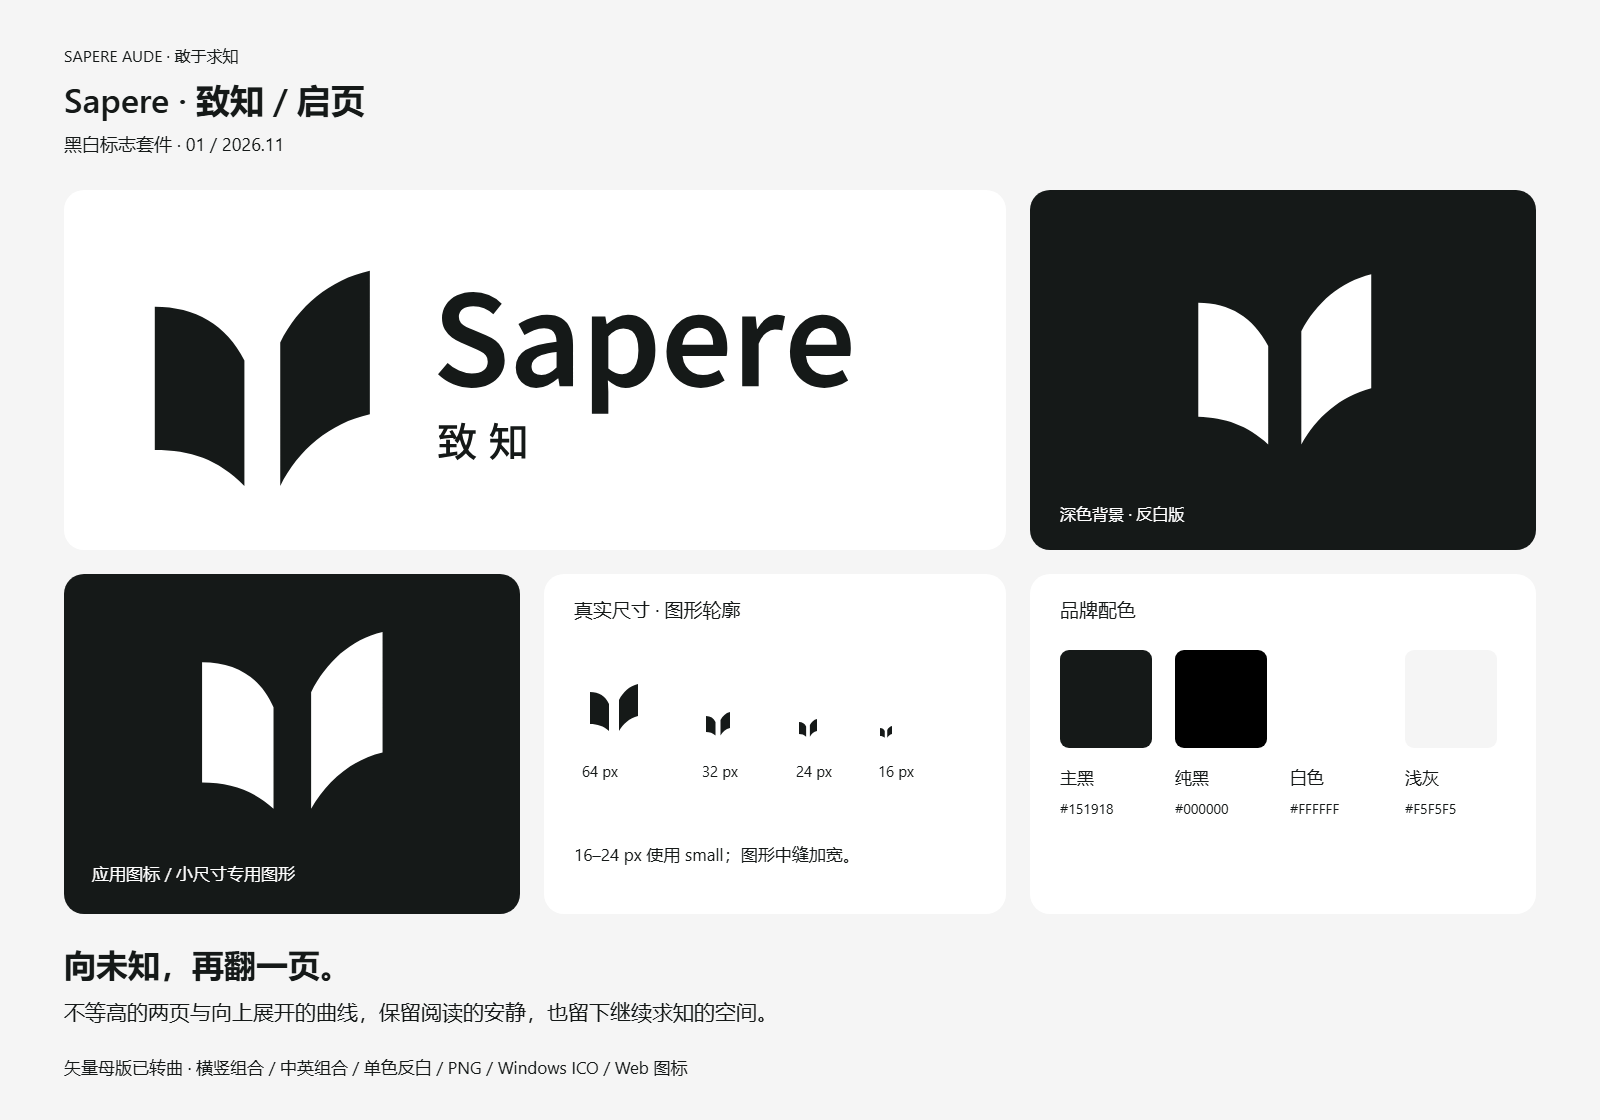 SAPERE AUDE · 敢于求知
Sapere · 致知 / 启页
黑白标志套件 · 01 / 2026.11
Sapere
致知
深色背景 · 反白版
应用图标 / 小尺寸专用图形
真实尺寸 · 图形轮廓
64 px
32 px
24 px
16 px
16–24 px 使用 small；图形中缝加宽。
品牌配色
主黑
纯黑
白色
浅灰
#151918
#000000
#FFFFFF
#F5F5F5
向未知，再翻一页。
不等高的两页与向上展开的曲线，保留阅读的安静，也留下继续求知的空间。
矢量母版已转曲 · 横竖组合 / 中英组合 / 单色反白 / PNG / Windows ICO / Web 图标